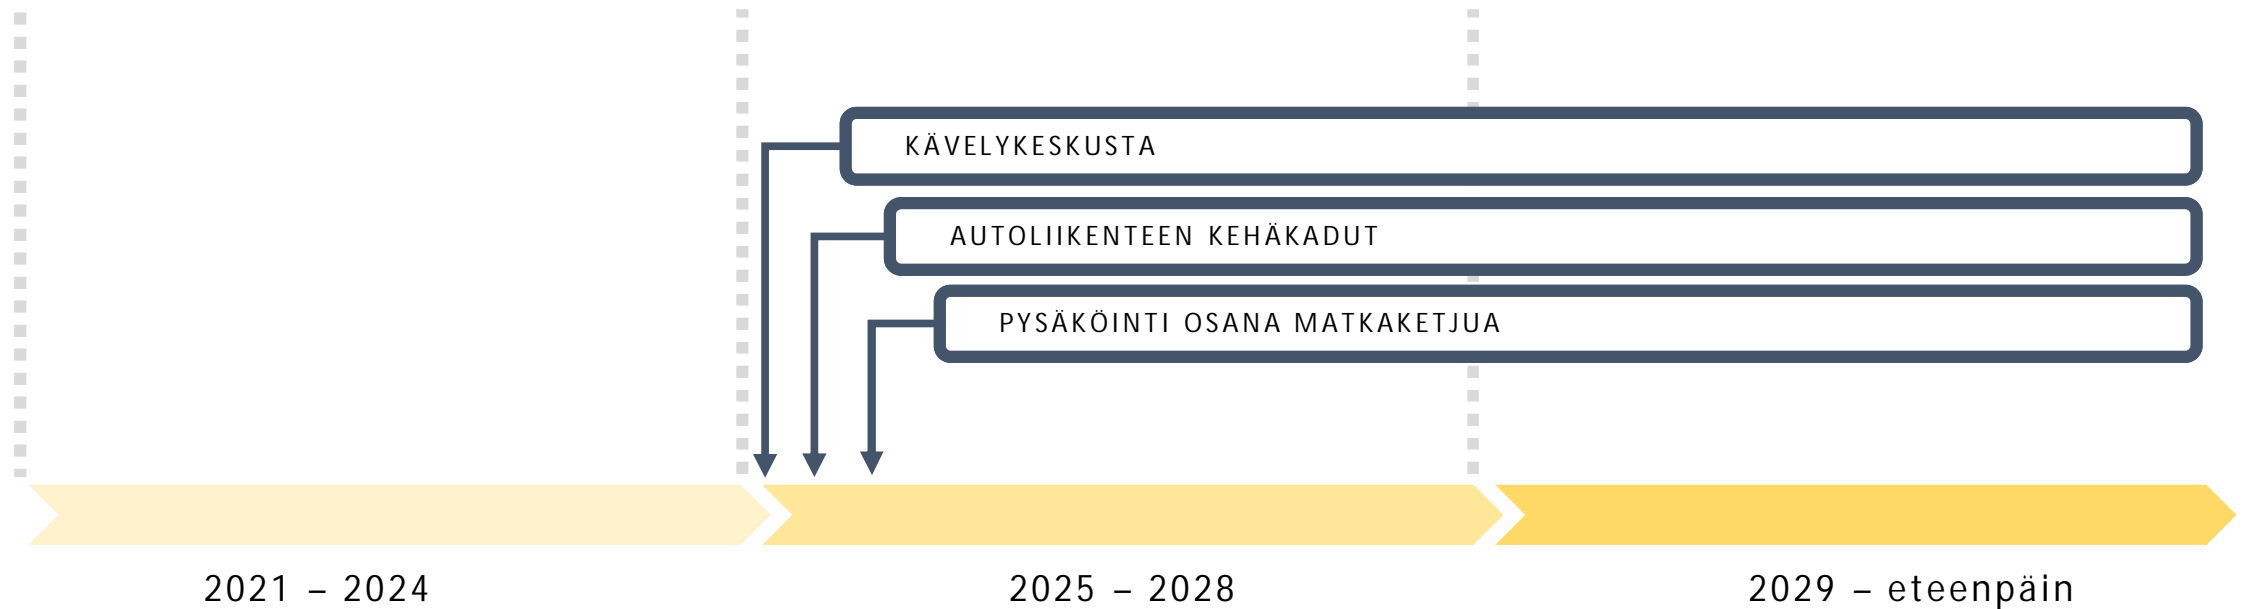 KÄVELYKESKUSTA
AUTOLIIKENTEEN KEHÄKADUT
PYSÄKÖINTI OSANA MATKAKETJUA
2021 – 2024
2025 – 2028
2029 – eteenpäin